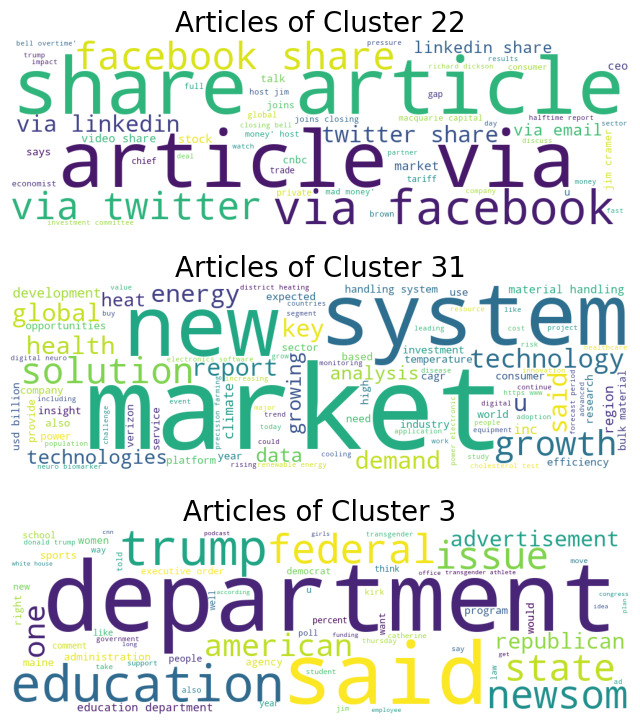 Articles of Cluster 22
bell overtime' facebook share pressure linkedin share
trump impact results
richard dickson consumer ceo
share article
full talk host jim gap
joins global macquarie capital halftime report
via linkedin closing bell joins closing day sector
video share money' host twitter share via email
says stock watch partner discuss
article via
chief cnbc market jim cramer
deal trade tariff
economist private mad money' company u money
via twitter via facebook
brown fast
investment committee
Articles of Cluster 31
value district heating handling system use material handling
development heat energy expected countries resource like
buy segment
global new system
opportunities sector leading cost project
health key risk healthcare
digital neuro electronics software grow based investment technology
solution report monitoring temperature innovative
company increasing growing analysis disease consumer
including cagr continue
usd billion insight precision farming market high digital u said https www forecast period advanced research region bulk material
provide also challenge verizon service event climate major trend need industry world adoption
power today application people power electronic equipment inc
population could work study growth
technologies platform year data demand efficiency
neuro biomarker rising renewable energy cooling cholesterol test
Articles of Cluster 3
cnn podcast girls transgender advertisement
school donald trump women trump federal issue
sports way told think move
white house executive order democrat office transgender athlete
new department congress
right well according u kirk idea plan
one like government percent poll want program would
comment long american funding thursday catherine republican
maine administration people agency say state
take support student law get
education said newsom
also year ad
education department jim employee